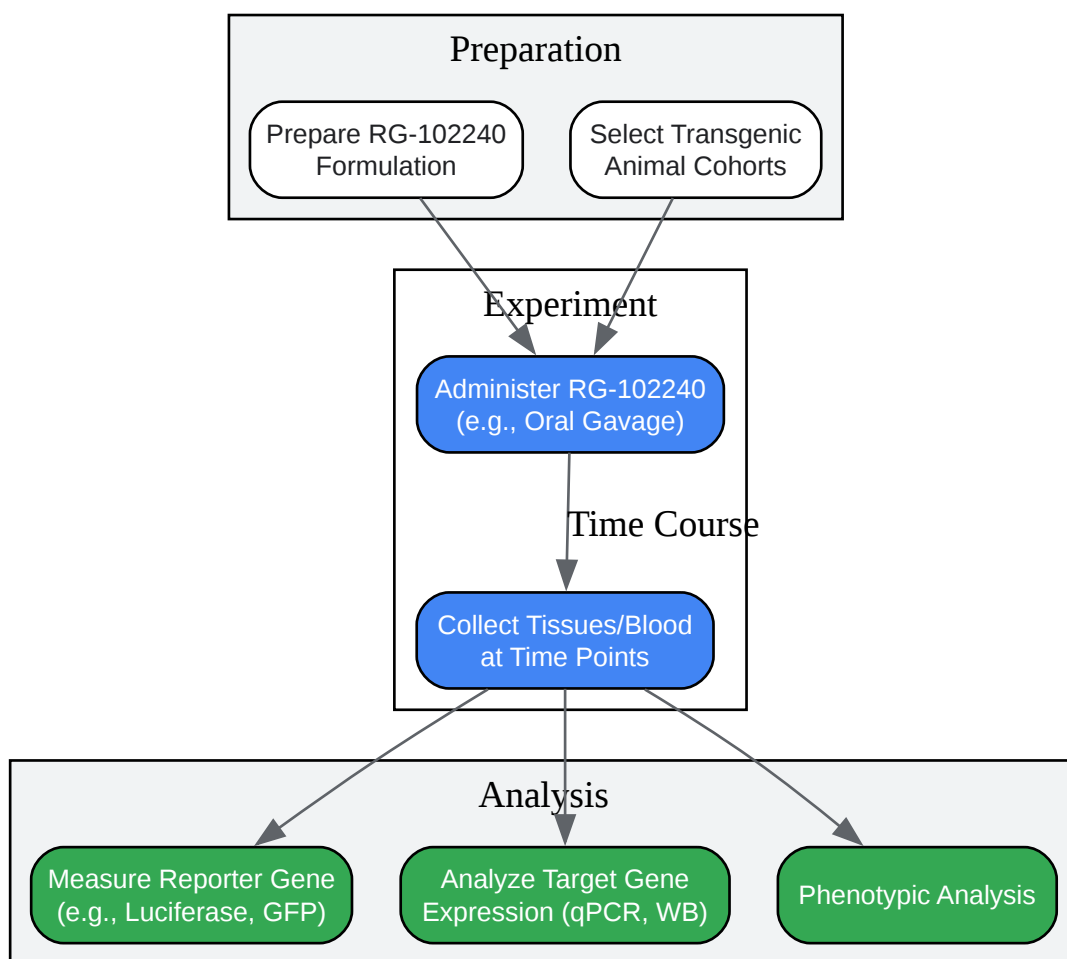 Preparation
Prepare RG-102240
Formulation
Select Transgenic
Animal Cohorts
Experiment
Administer RG-102240
(e.g., Oral Gavage)
Time Course
Collect Tissues/Blood
at Time Points
Analysis
Measure Reporter Gene
(e.g., Luciferase, GFP)
Analyze Target Gene
Expression (qPCR, WB)
Phenotypic Analysis